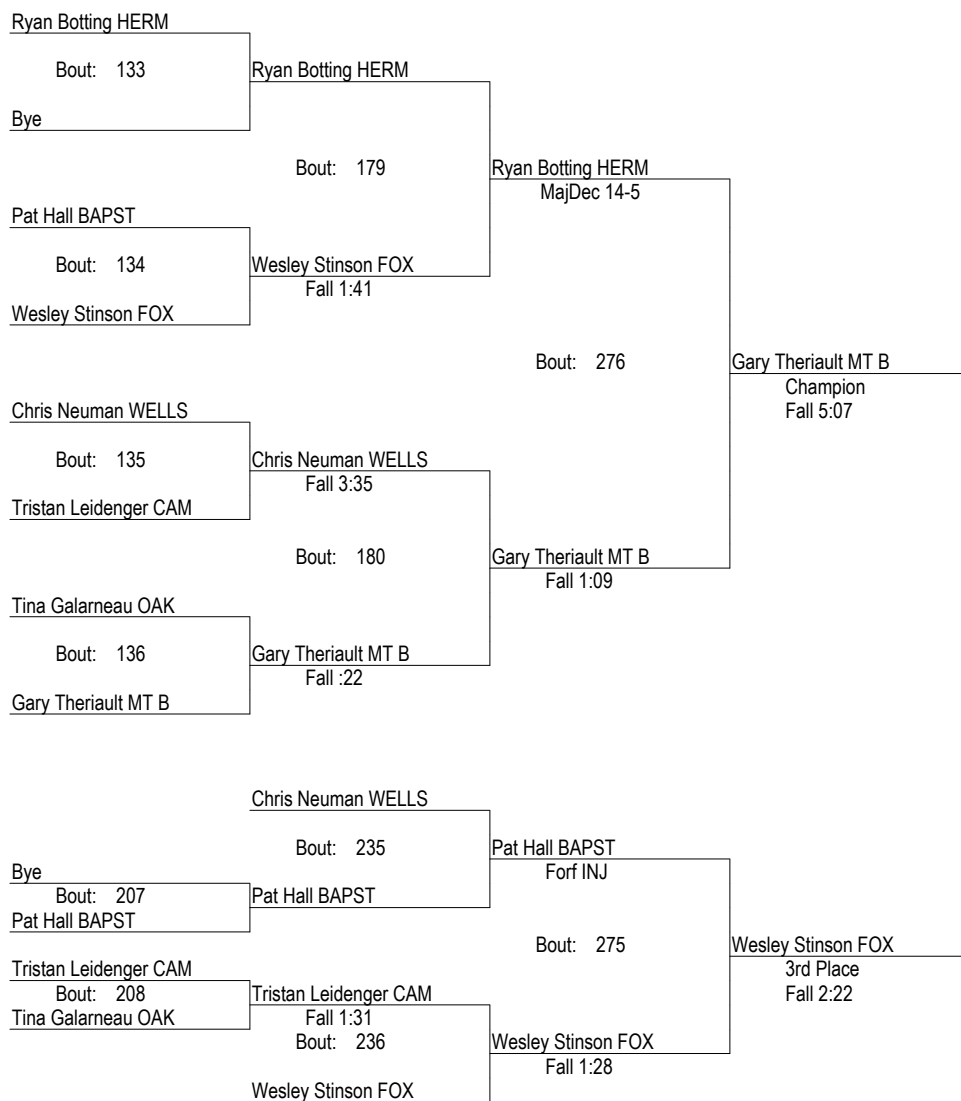 Ryan Botting HERM
Bout: 133
Ryan Botting HERM
Bye
Bout: 179
Ryan Botting HERM
MajDec 14-5
Pat Hall BAPST
Bout: 134
Wesley Stinson FOX
Fall 1:41
Wesley Stinson FOX
Bout: 276
Gary Theriault MT B
Champion
Fall 5:07
Chris Neuman WELLS
Bout: 135
Chris Neuman WELLS
Fall 3:35
Tristan Leidenger CAM
Bout: 180
Gary Theriault MT B
Fall 1:09
Tina Galarneau OAK
Bout: 136
Gary Theriault MT B
Fall :22
Gary Theriault MT B
Chris Neuman WELLS
Bout: 235
Pat Hall BAPST
Forf INJ
Bye
Bout: 207
Pat Hall BAPST
Pat Hall BAPST
Bout: 275
Wesley Stinson FOX
3rd Place
Fall 2:22
Tristan Leidenger CAM
Bout: 208
Tristan Leidenger CAM
Fall 1:31
Tina Galarneau OAK
Bout: 236
Wesley Stinson FOX
Fall 1:28
Wesley Stinson FOX